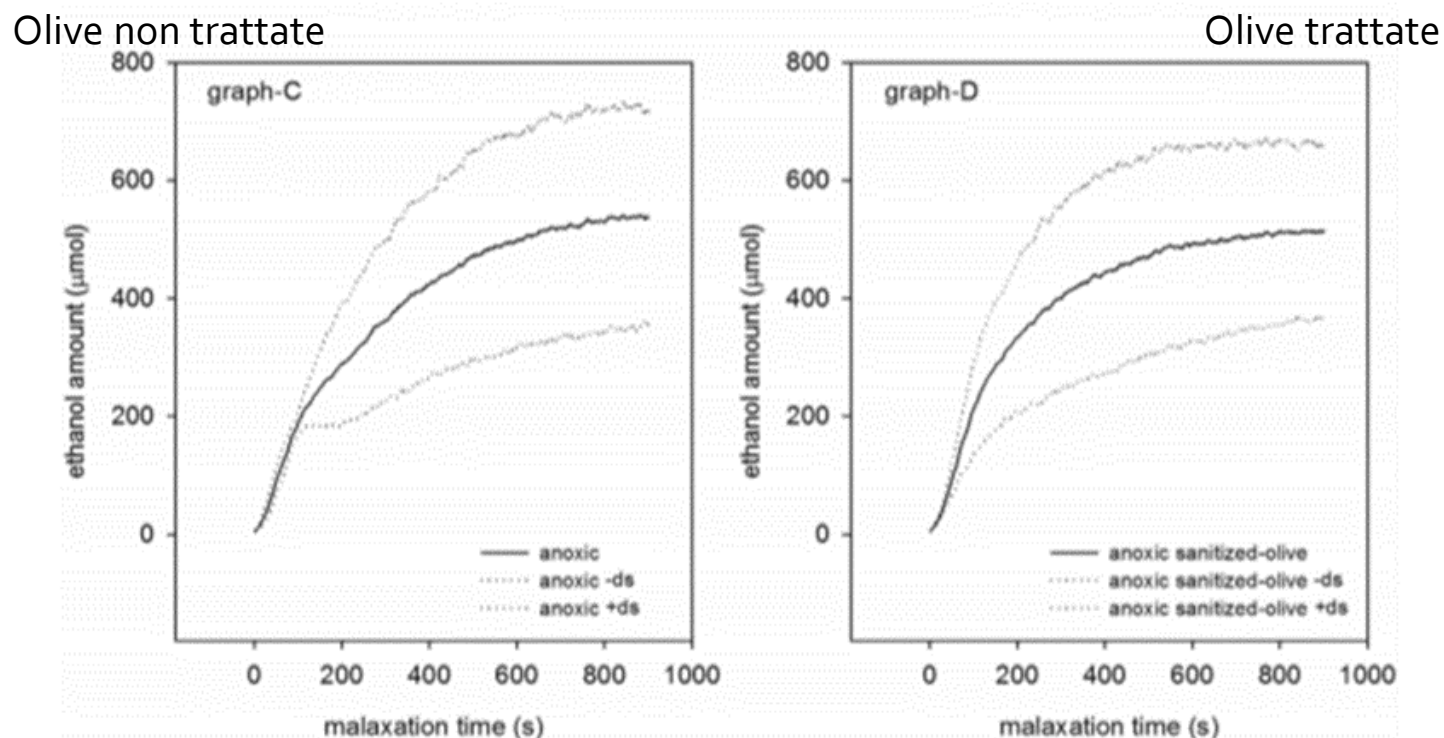 Olive non trattate
Olive trattate
graph-C
800
600
400
200
0
ethanol amount (μmol)
anoxic
anoxic -ds
anoxic +ds
0 200 400 600 800 1000
malaxation time (s)
graph-D
800
600
400
200
0
ethanol amount (μmol)
anoxic sanitized-olive
anoxic sanitized-olive -ds
anoxic sanitized-olive +ds
0 200 400 600 800 1000
malaxation time (s)